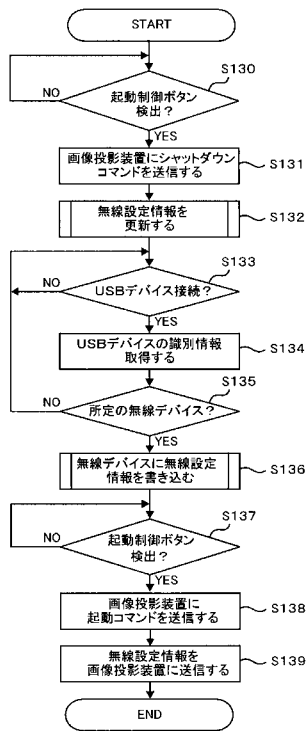 START
S130
起動制御ボタン
検出？
NO
YES
画像投影装置にシャットダウン
コマンドを送信する
S131
無線設定情報を
更新する
S132
S133
NO
USBデバイス接続？
YES
USBデバイスの識別情報
取得する
S134
S135
NO
所定の無線デバイス？
YES
無線デバイスに無線設定
情報を書き込む
S136
S137
NO
起動制御ボタン
検出？
YES
画像投影装置に
起動コマンドを送信する
S138
無線設定情報を
画像投影装置に送信する
S139
END